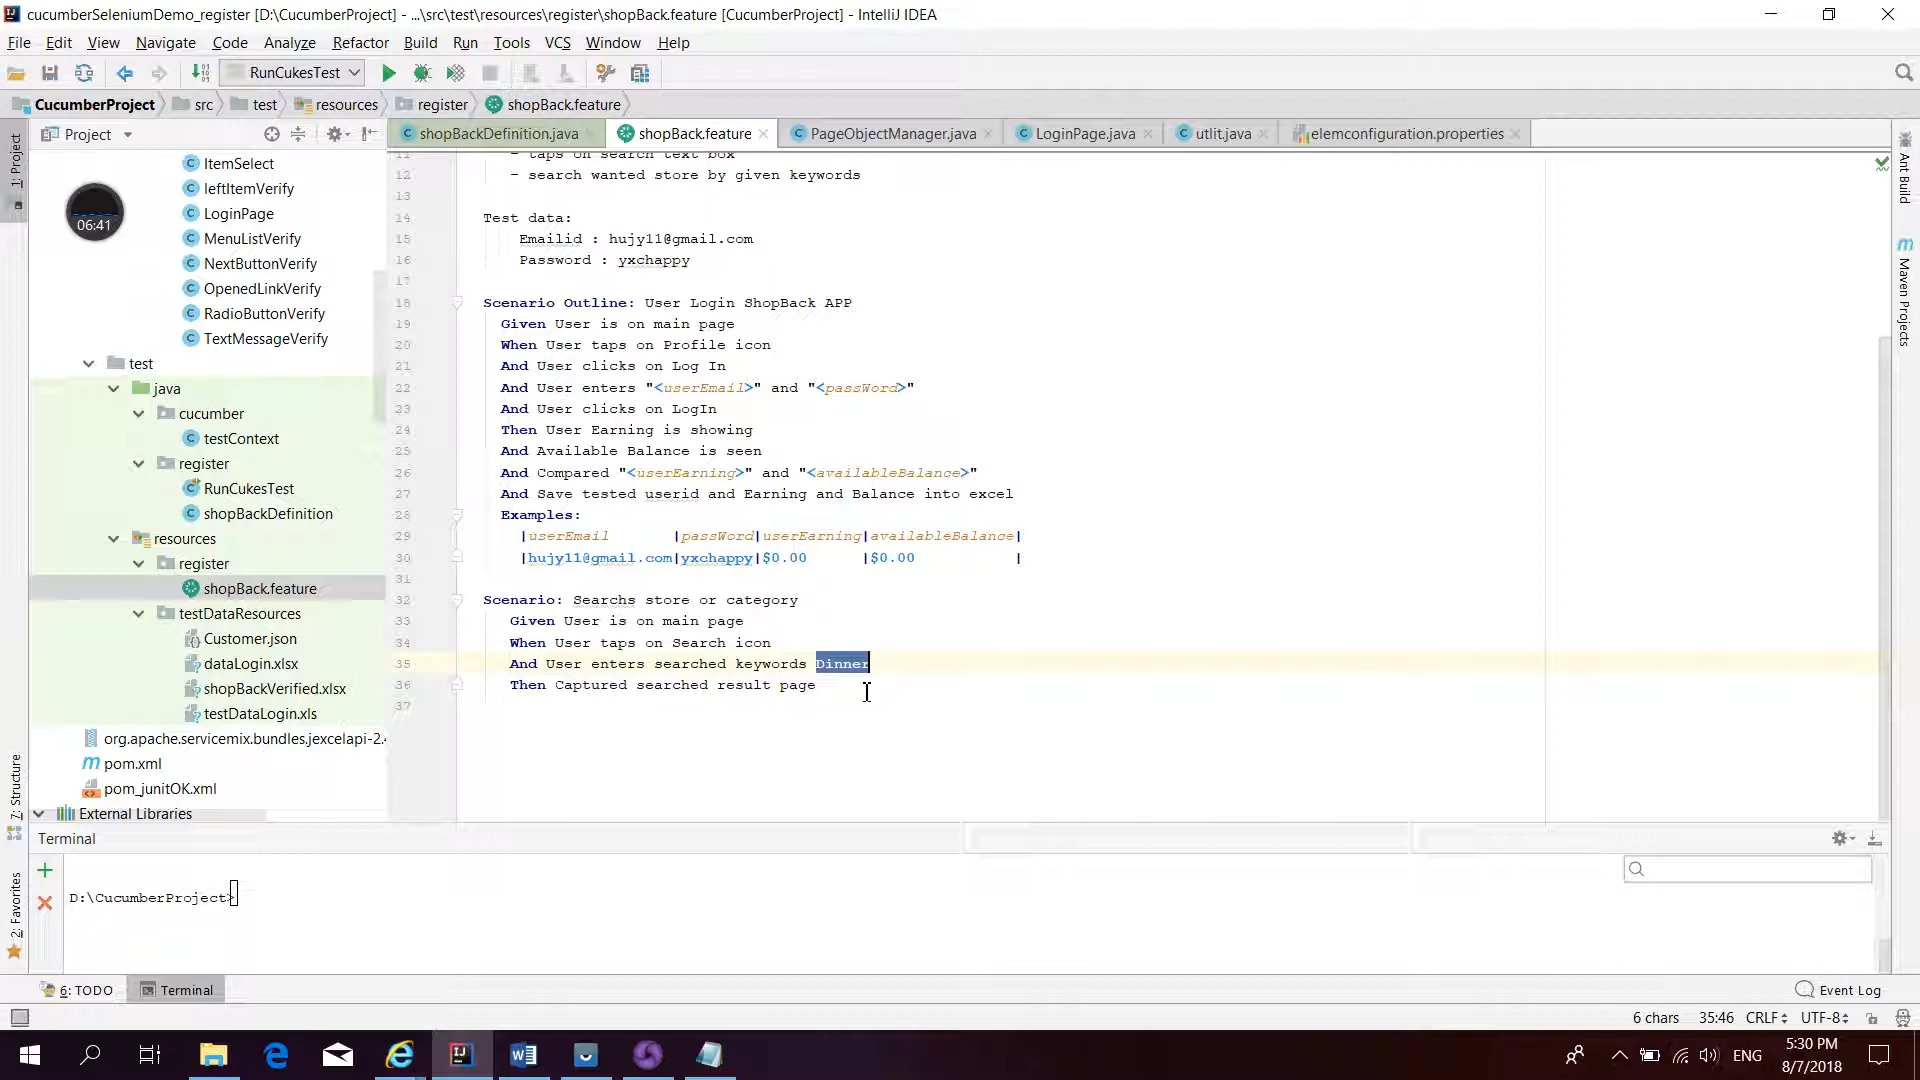 cucumberSeleniumDemo_register [D:\CucumberProject] - ...\src\test\resources\register\shopBack.feature [CucumberProject] - IntelliJ IDEA
File Edit View Navigate Code Analyze Refactor Build Run Tools VCS Window Help
RunCukesTest
CucumberProject src test resources register shopBack.feature
Project
shopBackDefinition.java shopBack.feature PageObjectManager.java LoginPage.java utlit.java elemconfiguration.properties
1: Project
7: Structure
2: Favorites
Ant Build
Maven Projects
06:41
ItemSelect
leftItemVerify
LoginPage
MenuListVerify
NextButtonVerify
OpenedLinkVerify
RadioButtonVerify
TextMessageVerify
test
java
cucumber
testContext
register
RunCukesTest
shopBackDefinition
resources
register
shopBack.feature
testDataResources
Customer.json
dataLogin.xlsx
shopBackVerified.xlsx
testDataLogin.xls
org.apache.servicemix.bundles.jexcelapi-2.4
pom.xml
pom_junitOK.xml
External Libraries
11 - taps on search text box
12 - search wanted store by given keywords
13
14 Test data:
15 Emailid : hujy11@gmail.com
16 Password : yxchappy
17
18 Scenario Outline: User Login ShopBack APP
19 Given User is on main page
20 When User taps on Profile icon
21 And User clicks on Log In
22 And User enters "<userEmail>" and "<passWord>"
23 And User clicks on LogIn
24 Then User Earning is showing
25 And Available Balance is seen
26 And Compared "<userEarning>" and "<availableBalance>"
27 And Save tested userid and Earning and Balance into excel
28 Examples:
29 |userEmail |passWord|userEarning|availableBalance|
30 |hujy11@gmail.com|yxchappy|$0.00 |$0.00 |
31
32 Scenario: Searchs store or category
33 Given User is on main page
34 When User taps on Search icon
35 And User enters searched keywords Dinner
36 Then Captured searched result page
37
Terminal
D:\CucumberProject>
6: TODO Terminal Event Log
6 chars 35:46 CRLF UTF-8
ENG
5:30 PM
8/7/2018